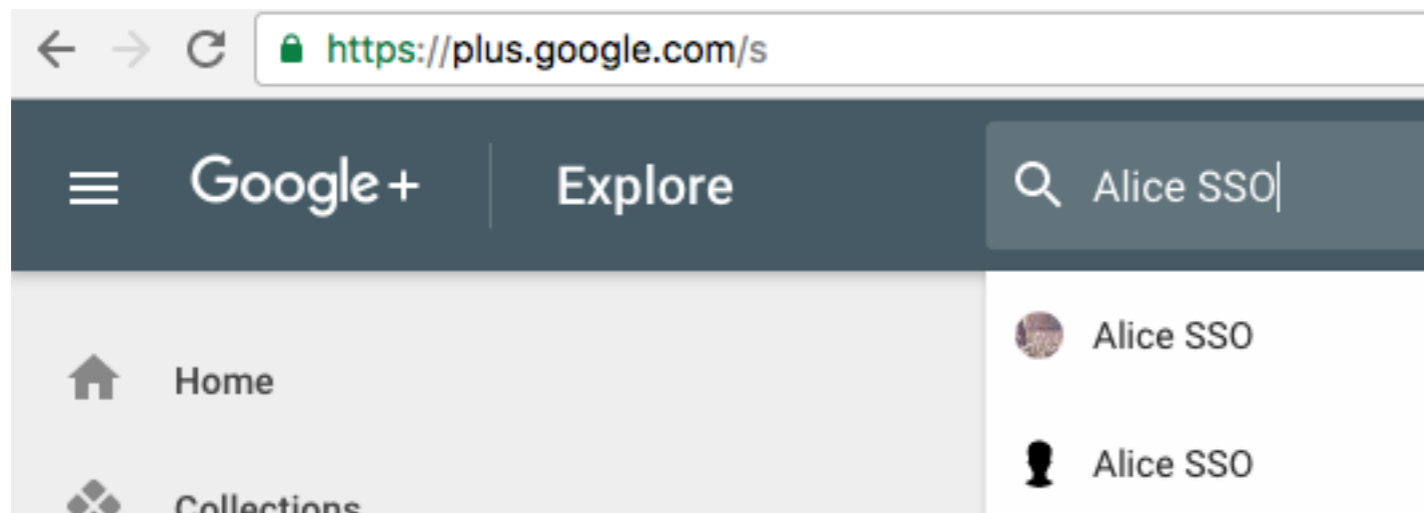 https://plus.google.com/s
Google+ Explore Alice SSO
Alice SSO
Home
Alice SSO
Collections